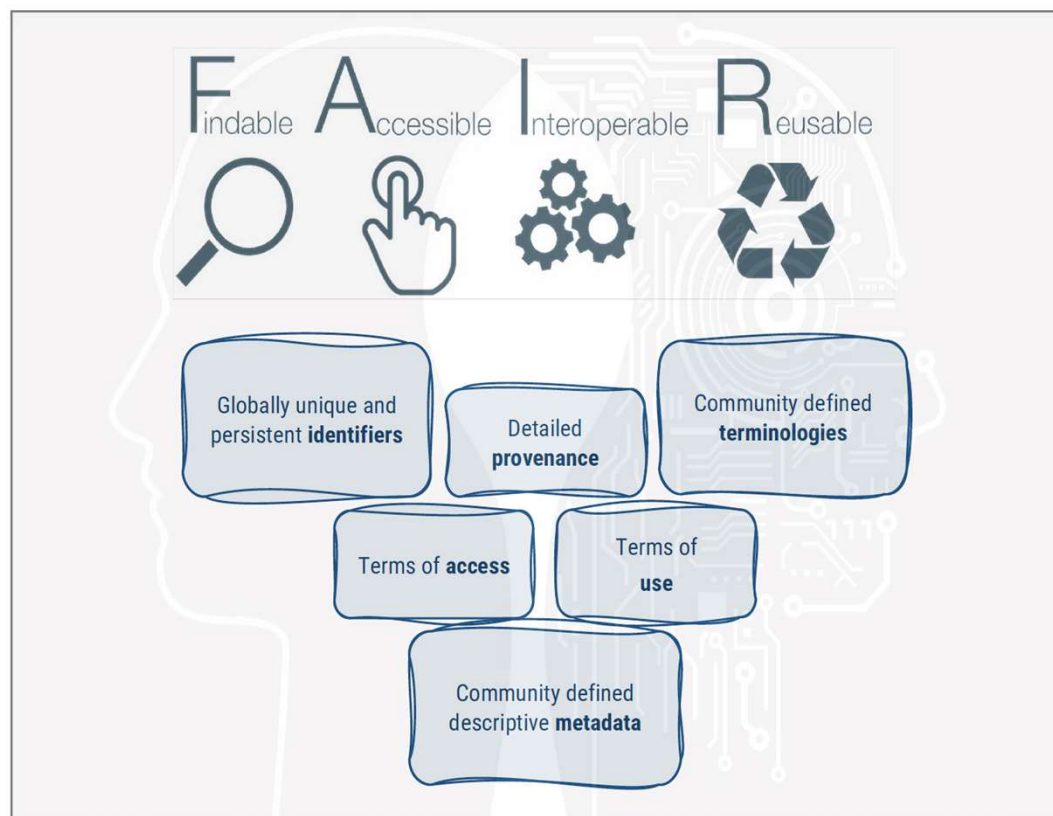 Findable Accessible Interoperable Reusable
Globally unique and
persistent identifiers
Detailed
provenance
Community defined
terminologies
Terms of access
Terms of
use
Community defined
descriptive metadata